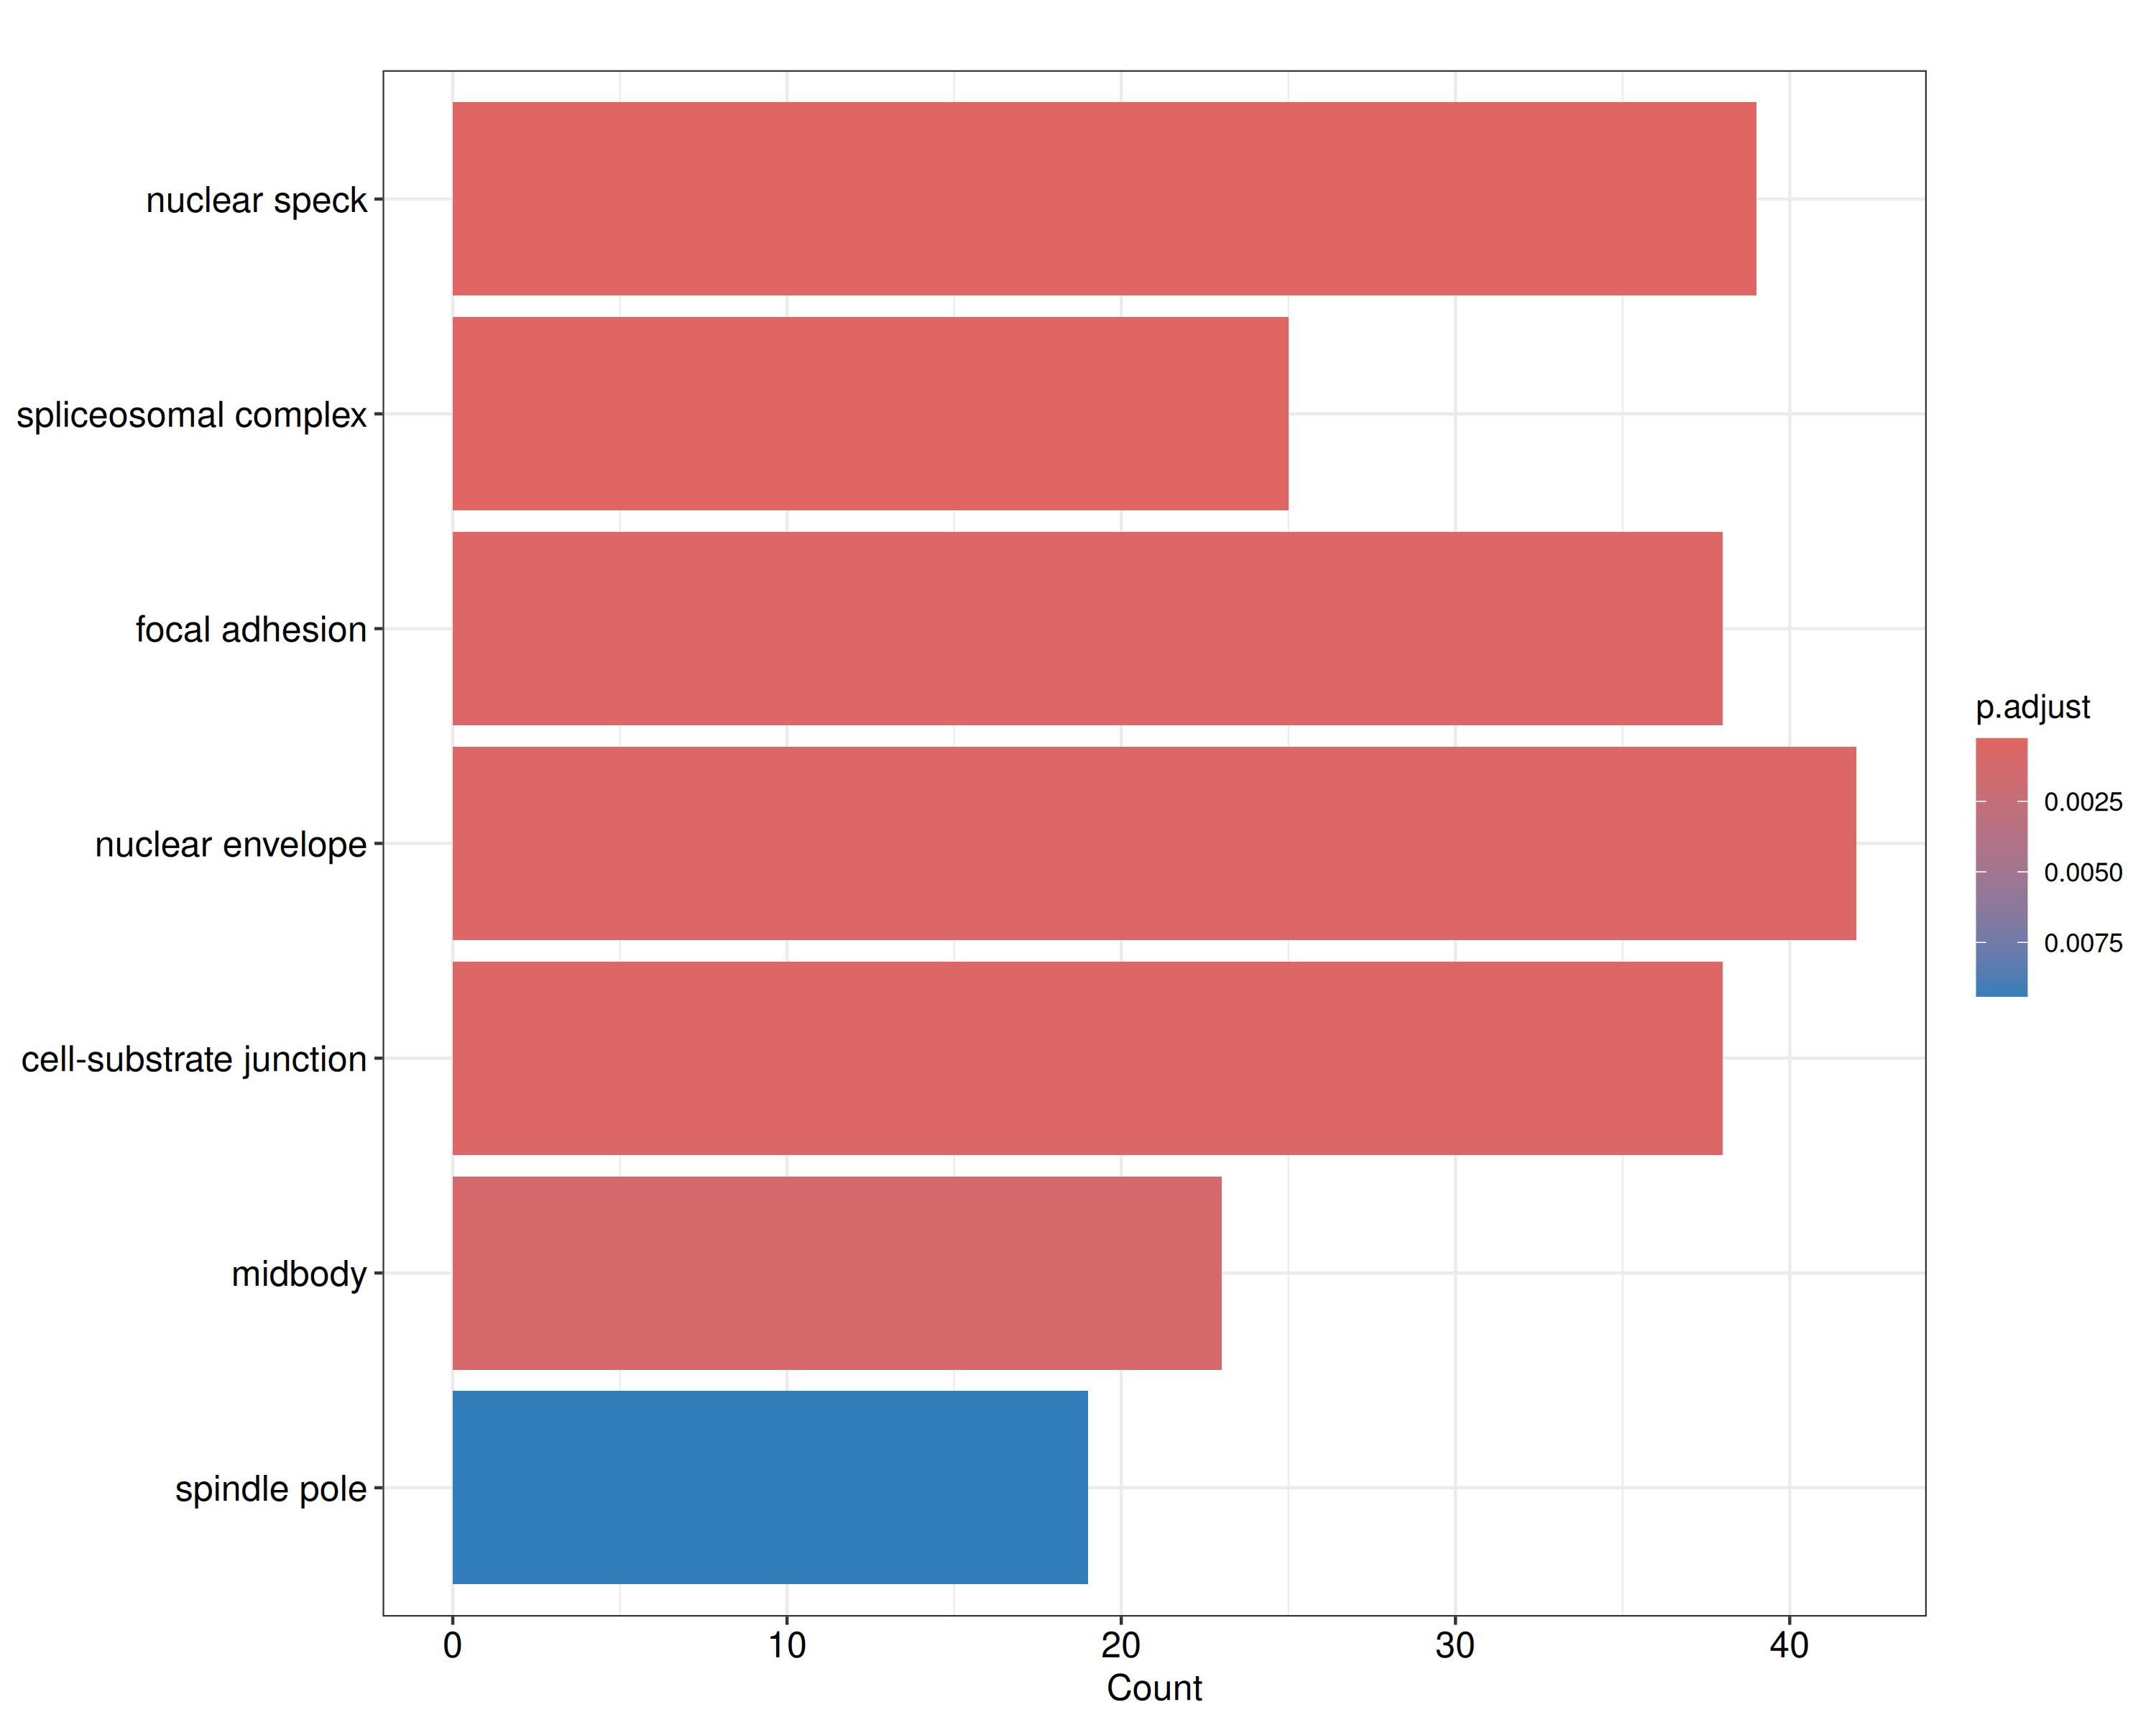 nuclear speck
spliceosomal complex
focal adhesion
nuclear envelope
cell-substrate junction
midbody
spindle pole
0 10 20 30 40
Count
p.adjust
0.0025
0.0050
0.0075